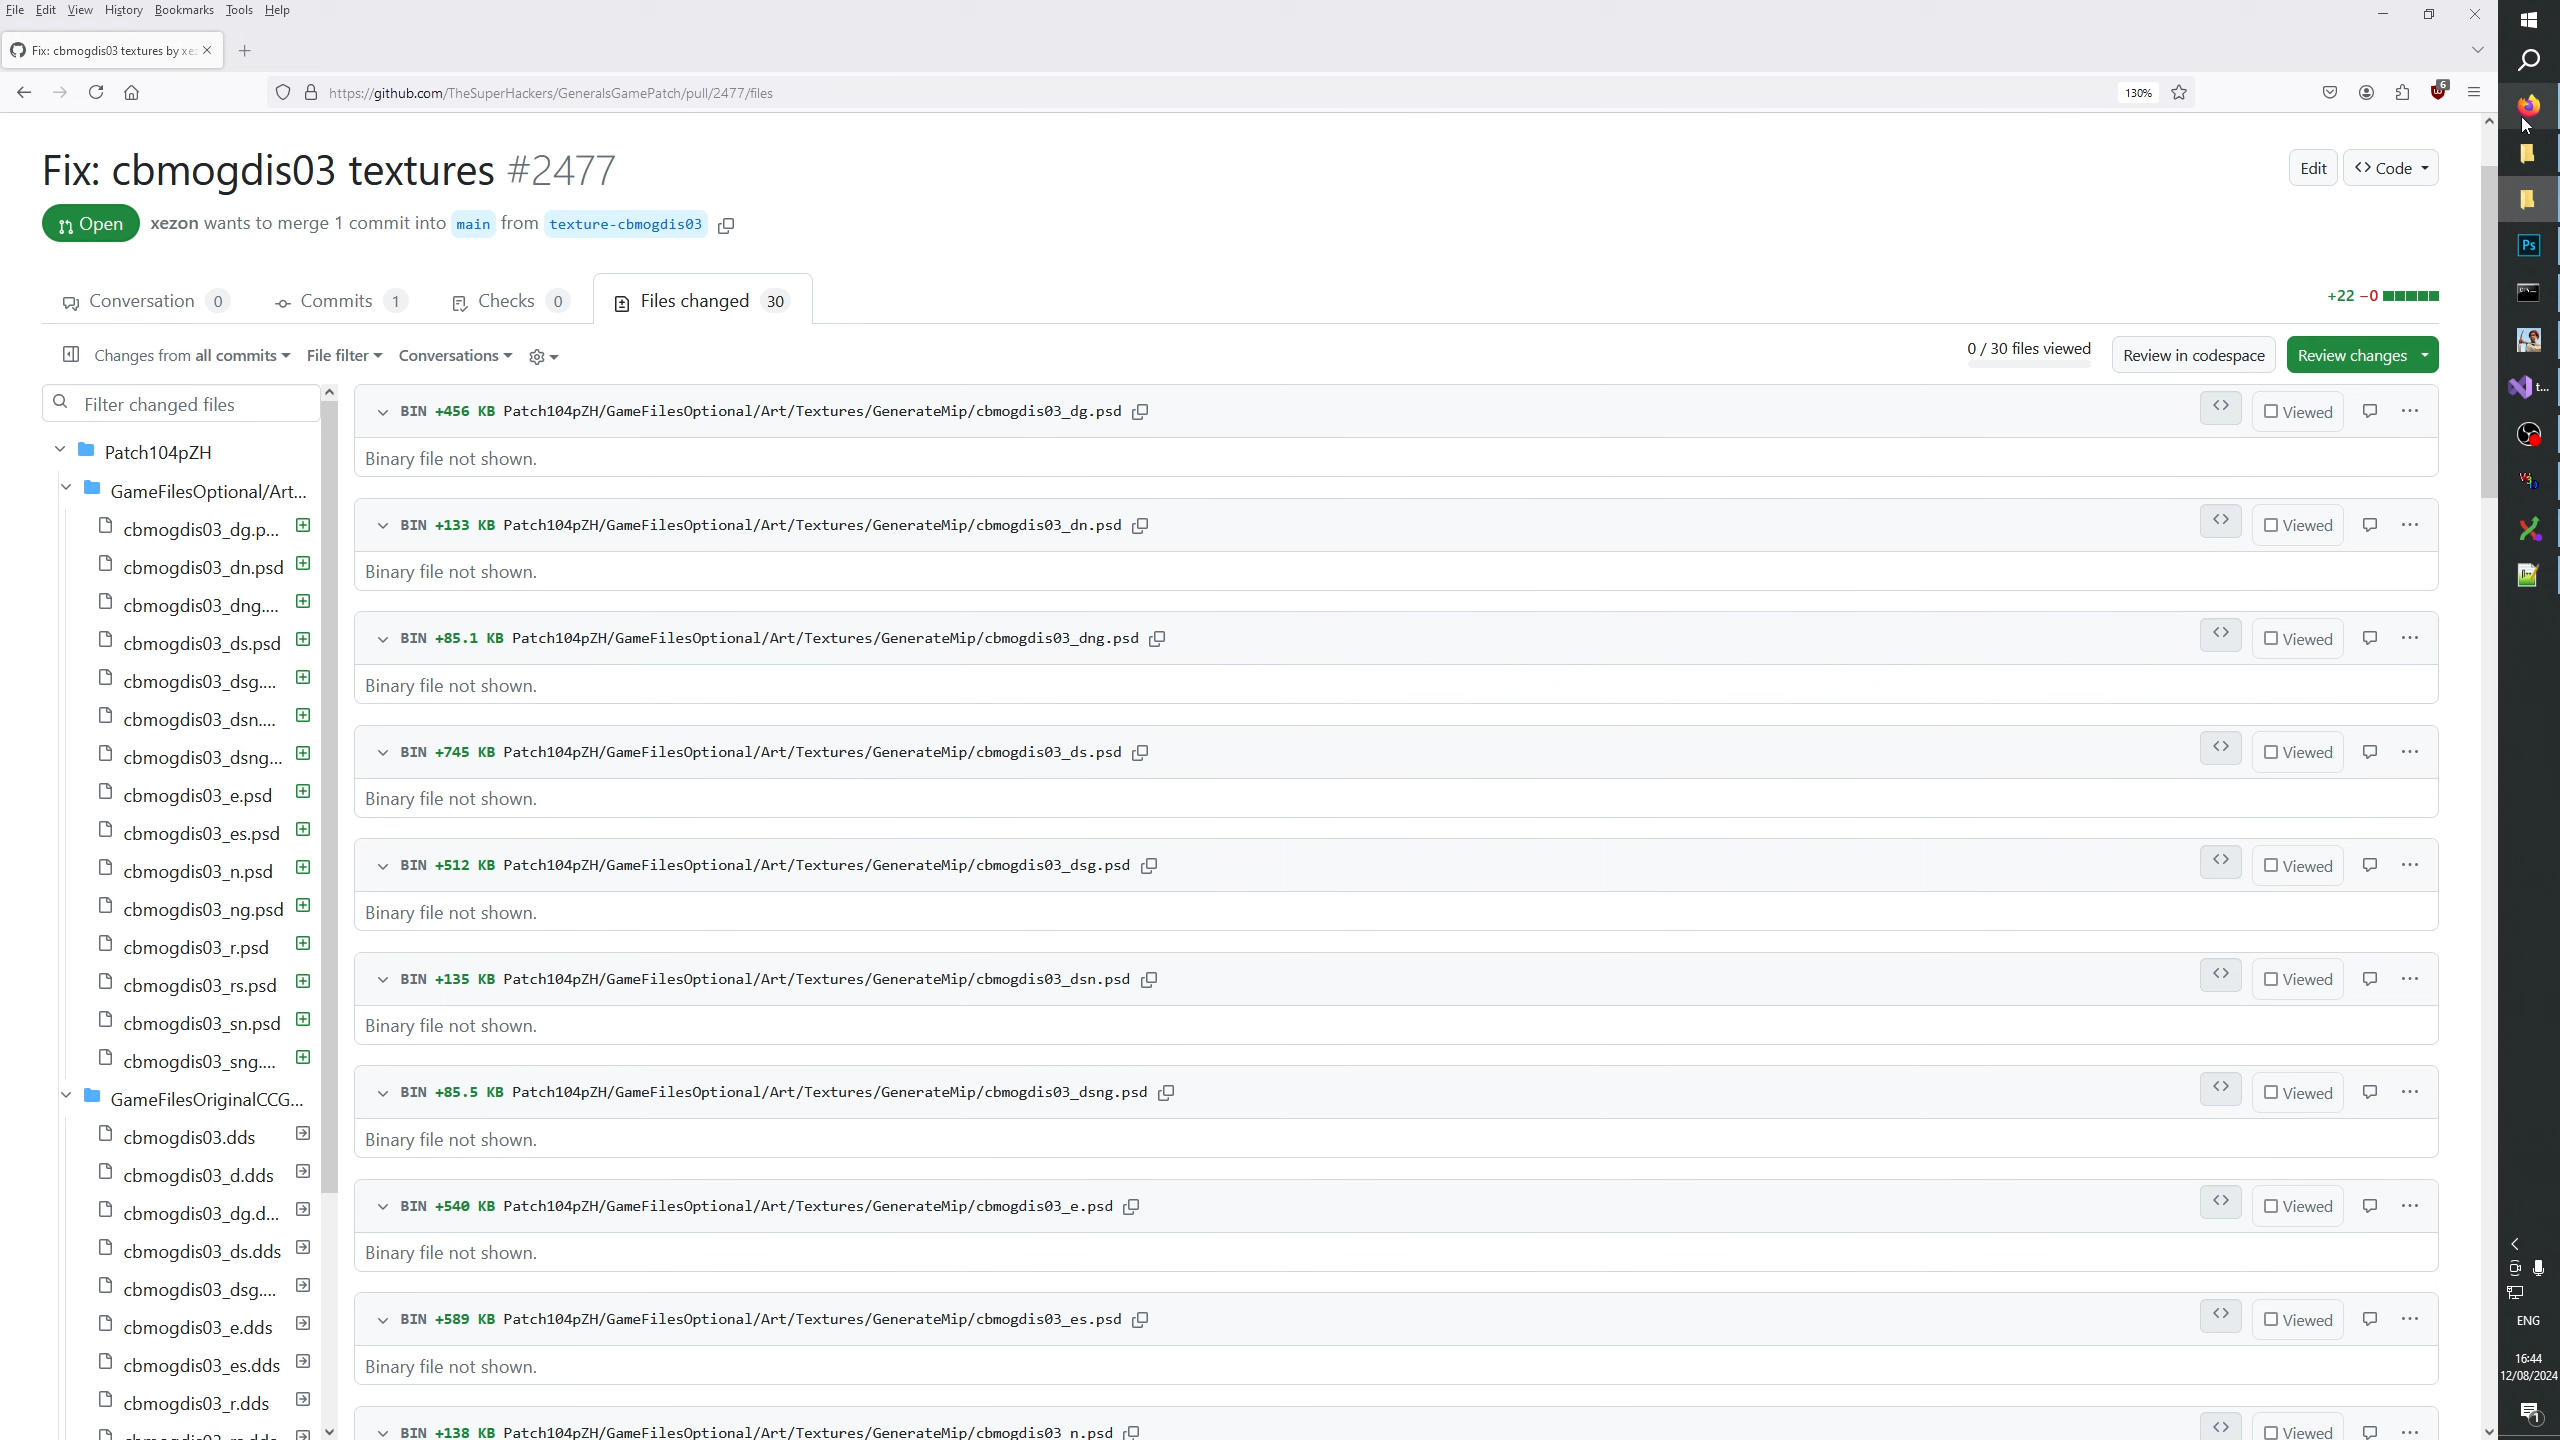 File Edit View History Bookmarks Tools Help
Fix: cbmogdis03 textures by xez
https://github.com/TheSuperHackers/GeneralsGamePatch/pull/2477/files
130%
6
Fix: cbmogdis03 textures #2477
Edit
Code
Open
xezon wants to merge 1 commit into main from texture-cbmogdis03
Conversation 0
Commits 1
Checks 0
Files changed 30
+22 −0
Changes from all commits
File filter
Conversations
0 / 30 files viewed
Review in codespace
Review changes
Filter changed files
Patch104pZH
GameFilesOptional/Art...
cbmogdis03_dg.p...
cbmogdis03_dn.psd
cbmogdis03_dng....
cbmogdis03_ds.psd
cbmogdis03_dsg....
cbmogdis03_dsn....
cbmogdis03_dsng...
cbmogdis03_e.psd
cbmogdis03_es.psd
cbmogdis03_n.psd
cbmogdis03_ng.psd
cbmogdis03_r.psd
cbmogdis03_rs.psd
cbmogdis03_sn.psd
cbmogdis03_sng....
GameFilesOriginalCCG...
cbmogdis03.dds
cbmogdis03_d.dds
cbmogdis03_dg.d...
cbmogdis03_ds.dds
cbmogdis03_dsg....
cbmogdis03_e.dds
cbmogdis03_es.dds
cbmogdis03_r.dds
BIN +456 KB Patch104pZH/GameFilesOptional/Art/Textures/GenerateMip/cbmogdis03_dg.psd
Viewed
Binary file not shown.
BIN +133 KB Patch104pZH/GameFilesOptional/Art/Textures/GenerateMip/cbmogdis03_dn.psd
Viewed
Binary file not shown.
BIN +85.1 KB Patch104pZH/GameFilesOptional/Art/Textures/GenerateMip/cbmogdis03_dng.psd
Viewed
Binary file not shown.
BIN +745 KB Patch104pZH/GameFilesOptional/Art/Textures/GenerateMip/cbmogdis03_ds.psd
Viewed
Binary file not shown.
BIN +512 KB Patch104pZH/GameFilesOptional/Art/Textures/GenerateMip/cbmogdis03_dsg.psd
Viewed
Binary file not shown.
BIN +135 KB Patch104pZH/GameFilesOptional/Art/Textures/GenerateMip/cbmogdis03_dsn.psd
Viewed
Binary file not shown.
BIN +85.5 KB Patch104pZH/GameFilesOptional/Art/Textures/GenerateMip/cbmogdis03_dsng.psd
Viewed
Binary file not shown.
BIN +540 KB Patch104pZH/GameFilesOptional/Art/Textures/GenerateMip/cbmogdis03_e.psd
Viewed
Binary file not shown.
BIN +589 KB Patch104pZH/GameFilesOptional/Art/Textures/GenerateMip/cbmogdis03_es.psd
Viewed
Binary file not shown.
BIN +138 KB Patch104pZH/GameFilesOptional/Art/Textures/GenerateMip/cbmogdis03_n.psd
Viewed
Ps
t...
ENG
16:44
12/08/2024
1